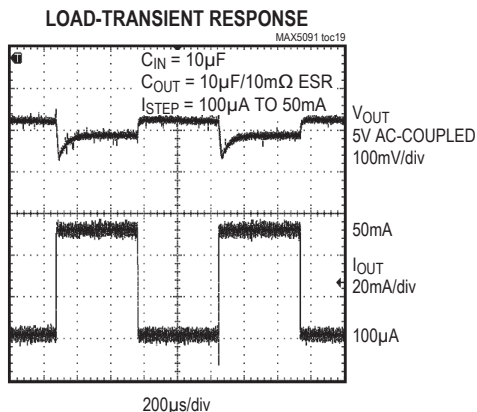 LOAD-TRANSIENT RESPONSE
MAX5091 toc19
T
CIN = 10µF
COUT = 10µF/10mΩ ESR
ISTEP = 100µA TO 50mA
VOUT
5V AC-COUPLED
100mV/div
50mA
IOUT
20mA/div
100µA
200µs/div